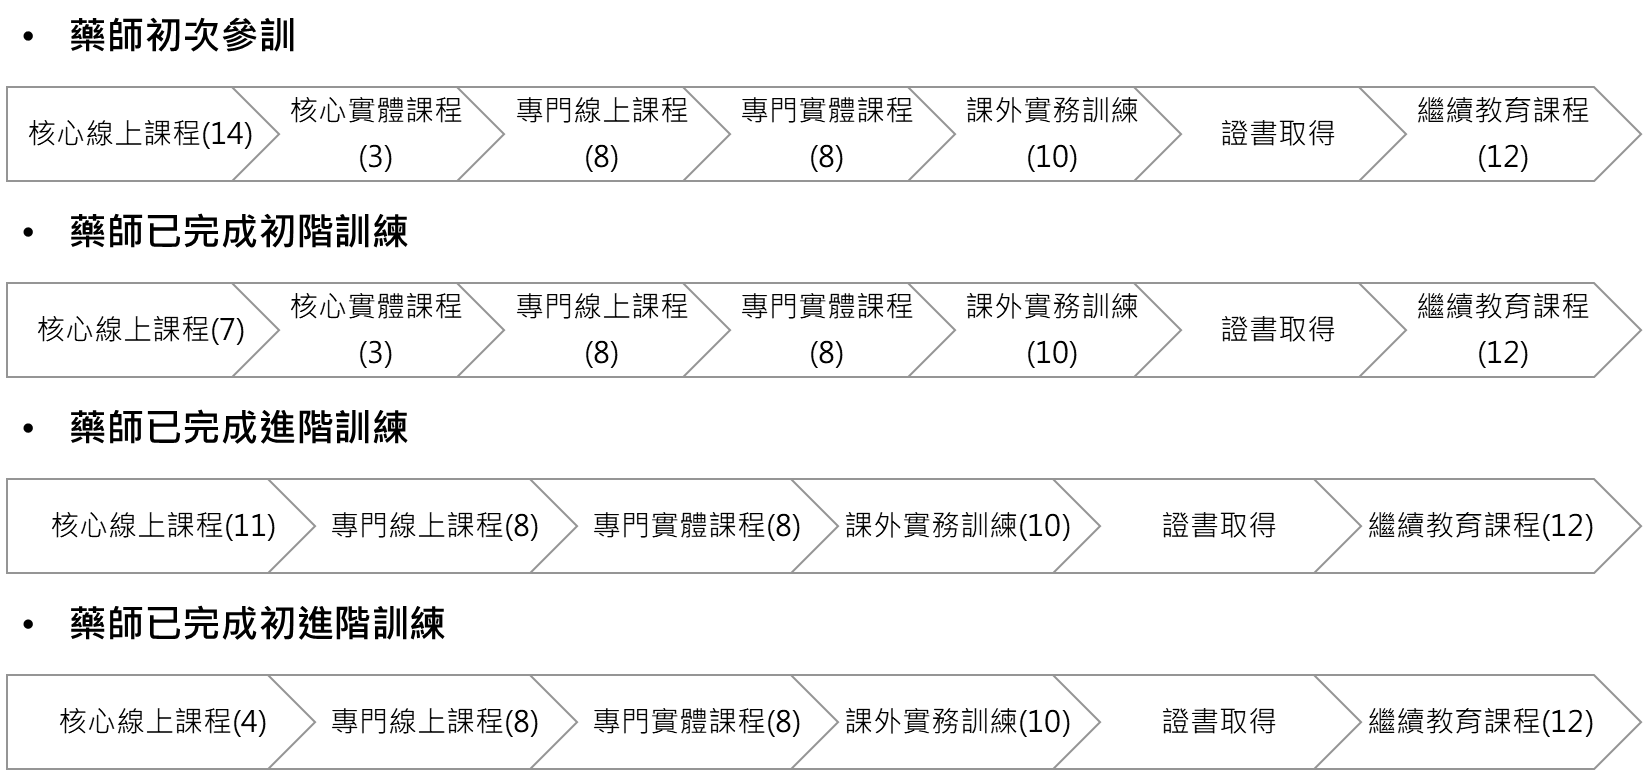 • 藥師初次參訓
核心線上課程(14)
核心實體課程
(3)
專門線上課程
(8)
專門實體課程
(8)
課外實務訓練
(10)
證書取得
繼續教育課程
(12)
• 藥師已完成初階訓練
核心線上課程(7)
核心實體課程
(3)
專門線上課程
(8)
專門實體課程
(8)
課外實務訓練
(10)
證書取得
繼續教育課程
(12)
• 藥師已完成進階訓練
核心線上課程(11)
專門線上課程(8)
專門實體課程(8)
課外實務訓練(10)
證書取得
繼續教育課程(12)
• 藥師已完成初進階訓練
核心線上課程(4)
專門線上課程(8)
專門實體課程(8)
課外實務訓練(10)
證書取得
繼續教育課程(12)